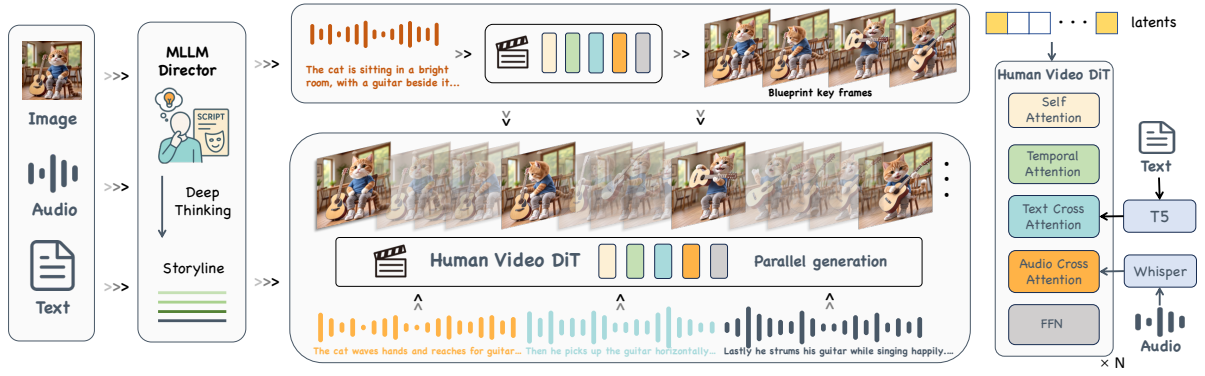 Image
Audio
Text
MLLM
Director
SCRIPT
Deep
Thinking
Storyline
The cat is sitting in a bright
room, with a guitar beside it...
Blueprint key frames
Human Video DiT
Parallel generation
The cat waves hands and reaches for guitar...
Then he picks up the guitar horizontally...
Lastly he strums his guitar while singing happily....
latents
Human Video DiT
Self
Attention
Temporal
Attention
Text Cross
Attention
Audio Cross
Attention
FFN
× N
Text
T5
Whisper
Audio